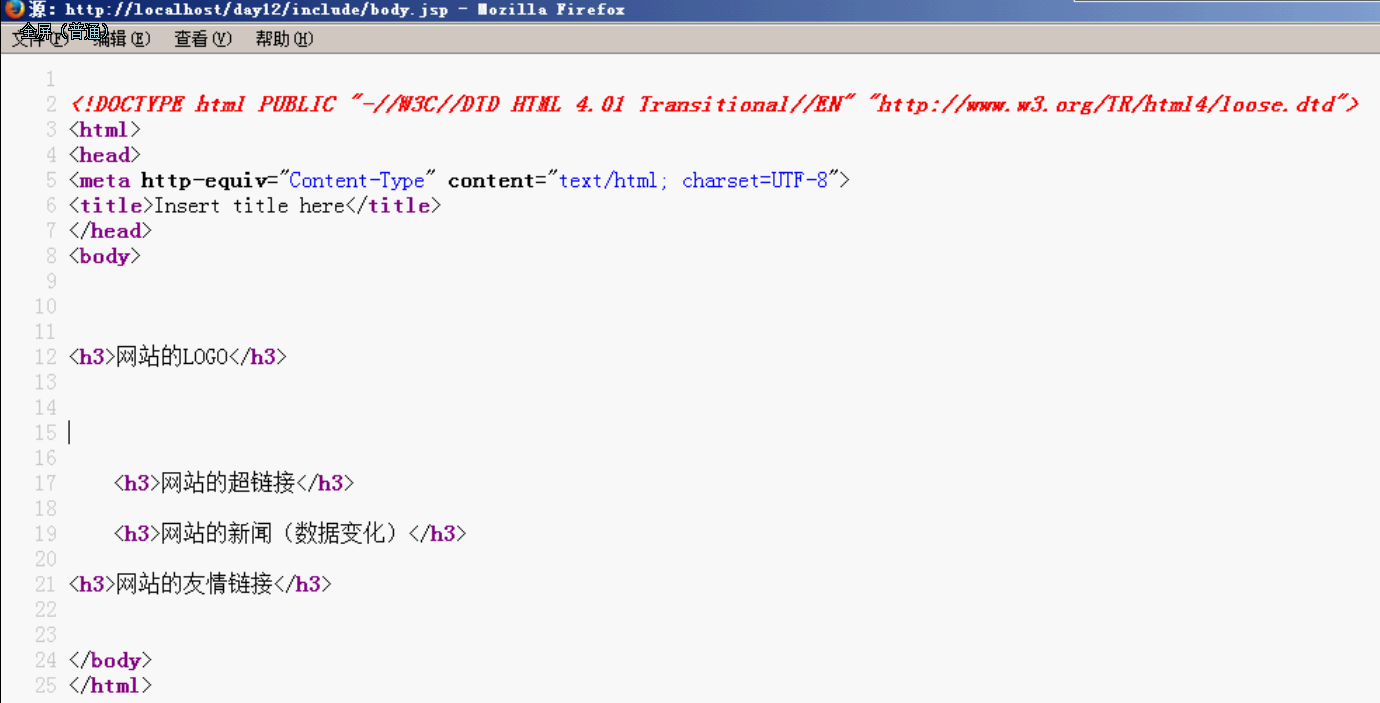 源: http://localhost/day12/include/body.jsp - Mozilla Firefox
全屏（普通）
文件(F) 编辑(E) 查看(V) 帮助(H)
1
2 <!DOCTYPE html PUBLIC "-//W3C//DTD HTML 4.01 Transitional//EN" "http://www.w3.org/TR/html4/loose.dtd">
3 <html>
4 <head>
5 <meta http-equiv="Content-Type" content="text/html; charset=UTF-8">
6 <title>Insert title here</title>
7 </head>
8 <body>
9
10
11
12 <h3>网站的LOGO</h3>
13
14
15
16
17 <h3>网站的超链接</h3>
18
19 <h3>网站的新闻（数据变化）</h3>
20
21 <h3>网站的友情链接</h3>
22
23
24 </body>
25 </html>